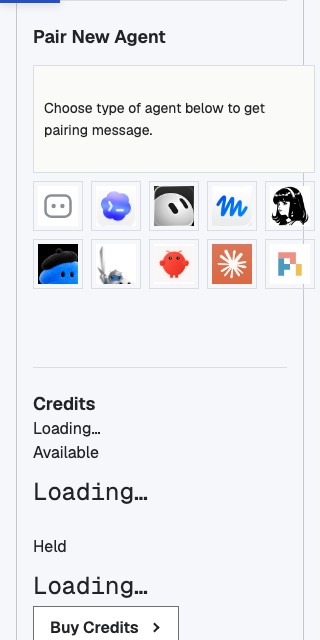 Pair New Agent
Choose type of agent below to get
pairing message.
Credits
Loading...
Available
Loading...
Held
Loading...
Buy Credits